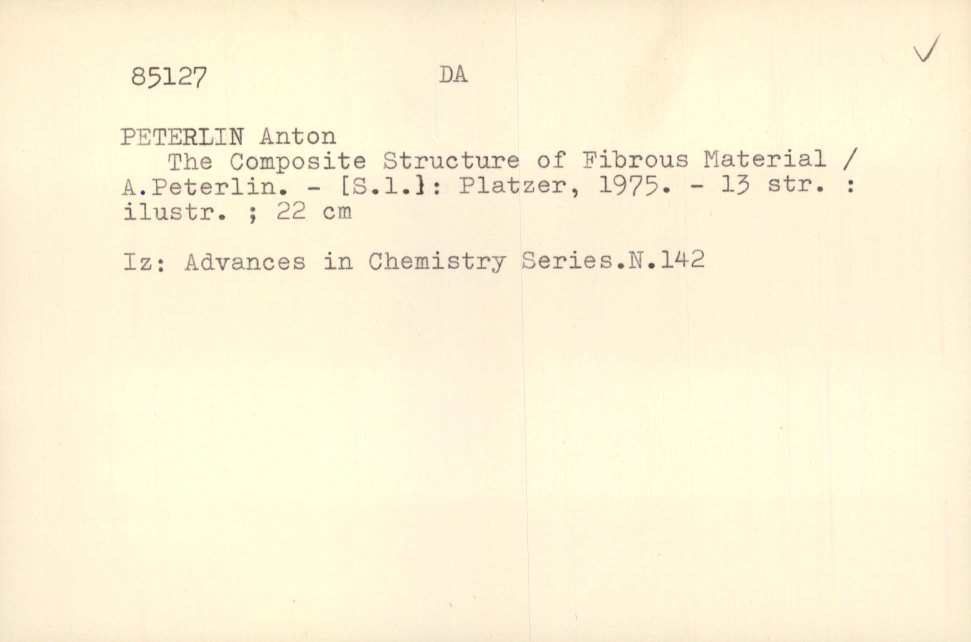 85127 DA
PETERLIN Anton
The Composite Structure of Fibrous Material /
A.Peterlin. - [S.l.]: Platzer, 1975. - 13 str. :
ilustr. ; 22 cm
Iz: Advances in Chemistry Series.N.142